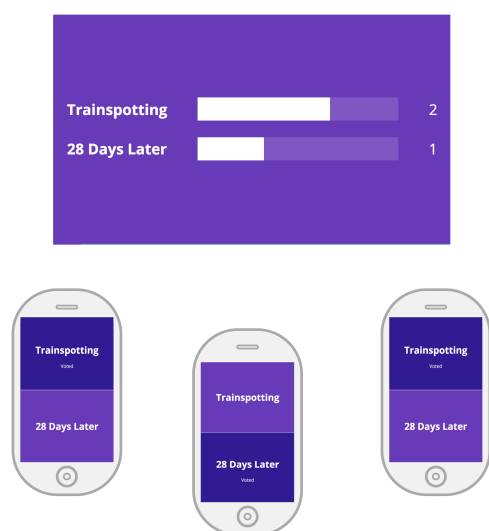 Trainspotting 2
28 Days Later 1
Trainspotting
Voted
28 Days Later
Trainspotting
28 Days Later
Voted
Trainspotting
Voted
28 Days Later